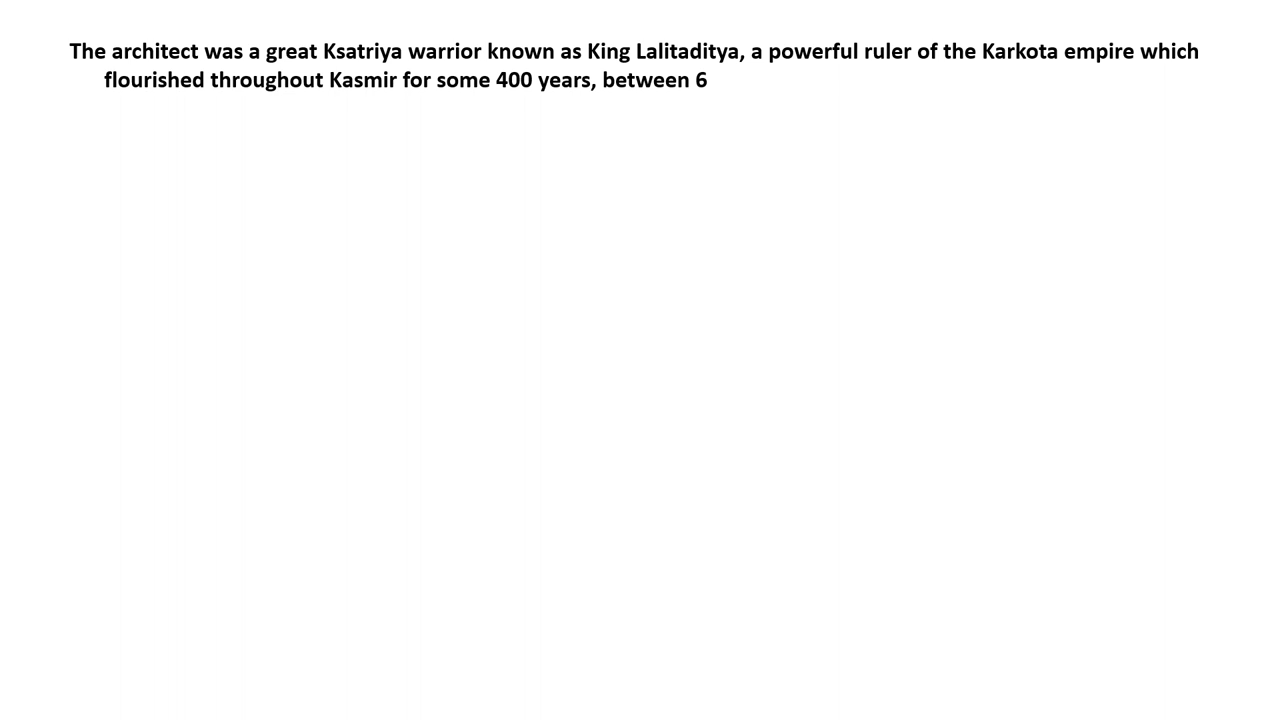 The architect was a great Ksatriya warrior known as King Lalitaditya, a powerful ruler of the Karkota empire which
flourished throughout Kasmir for some 400 years, between 6